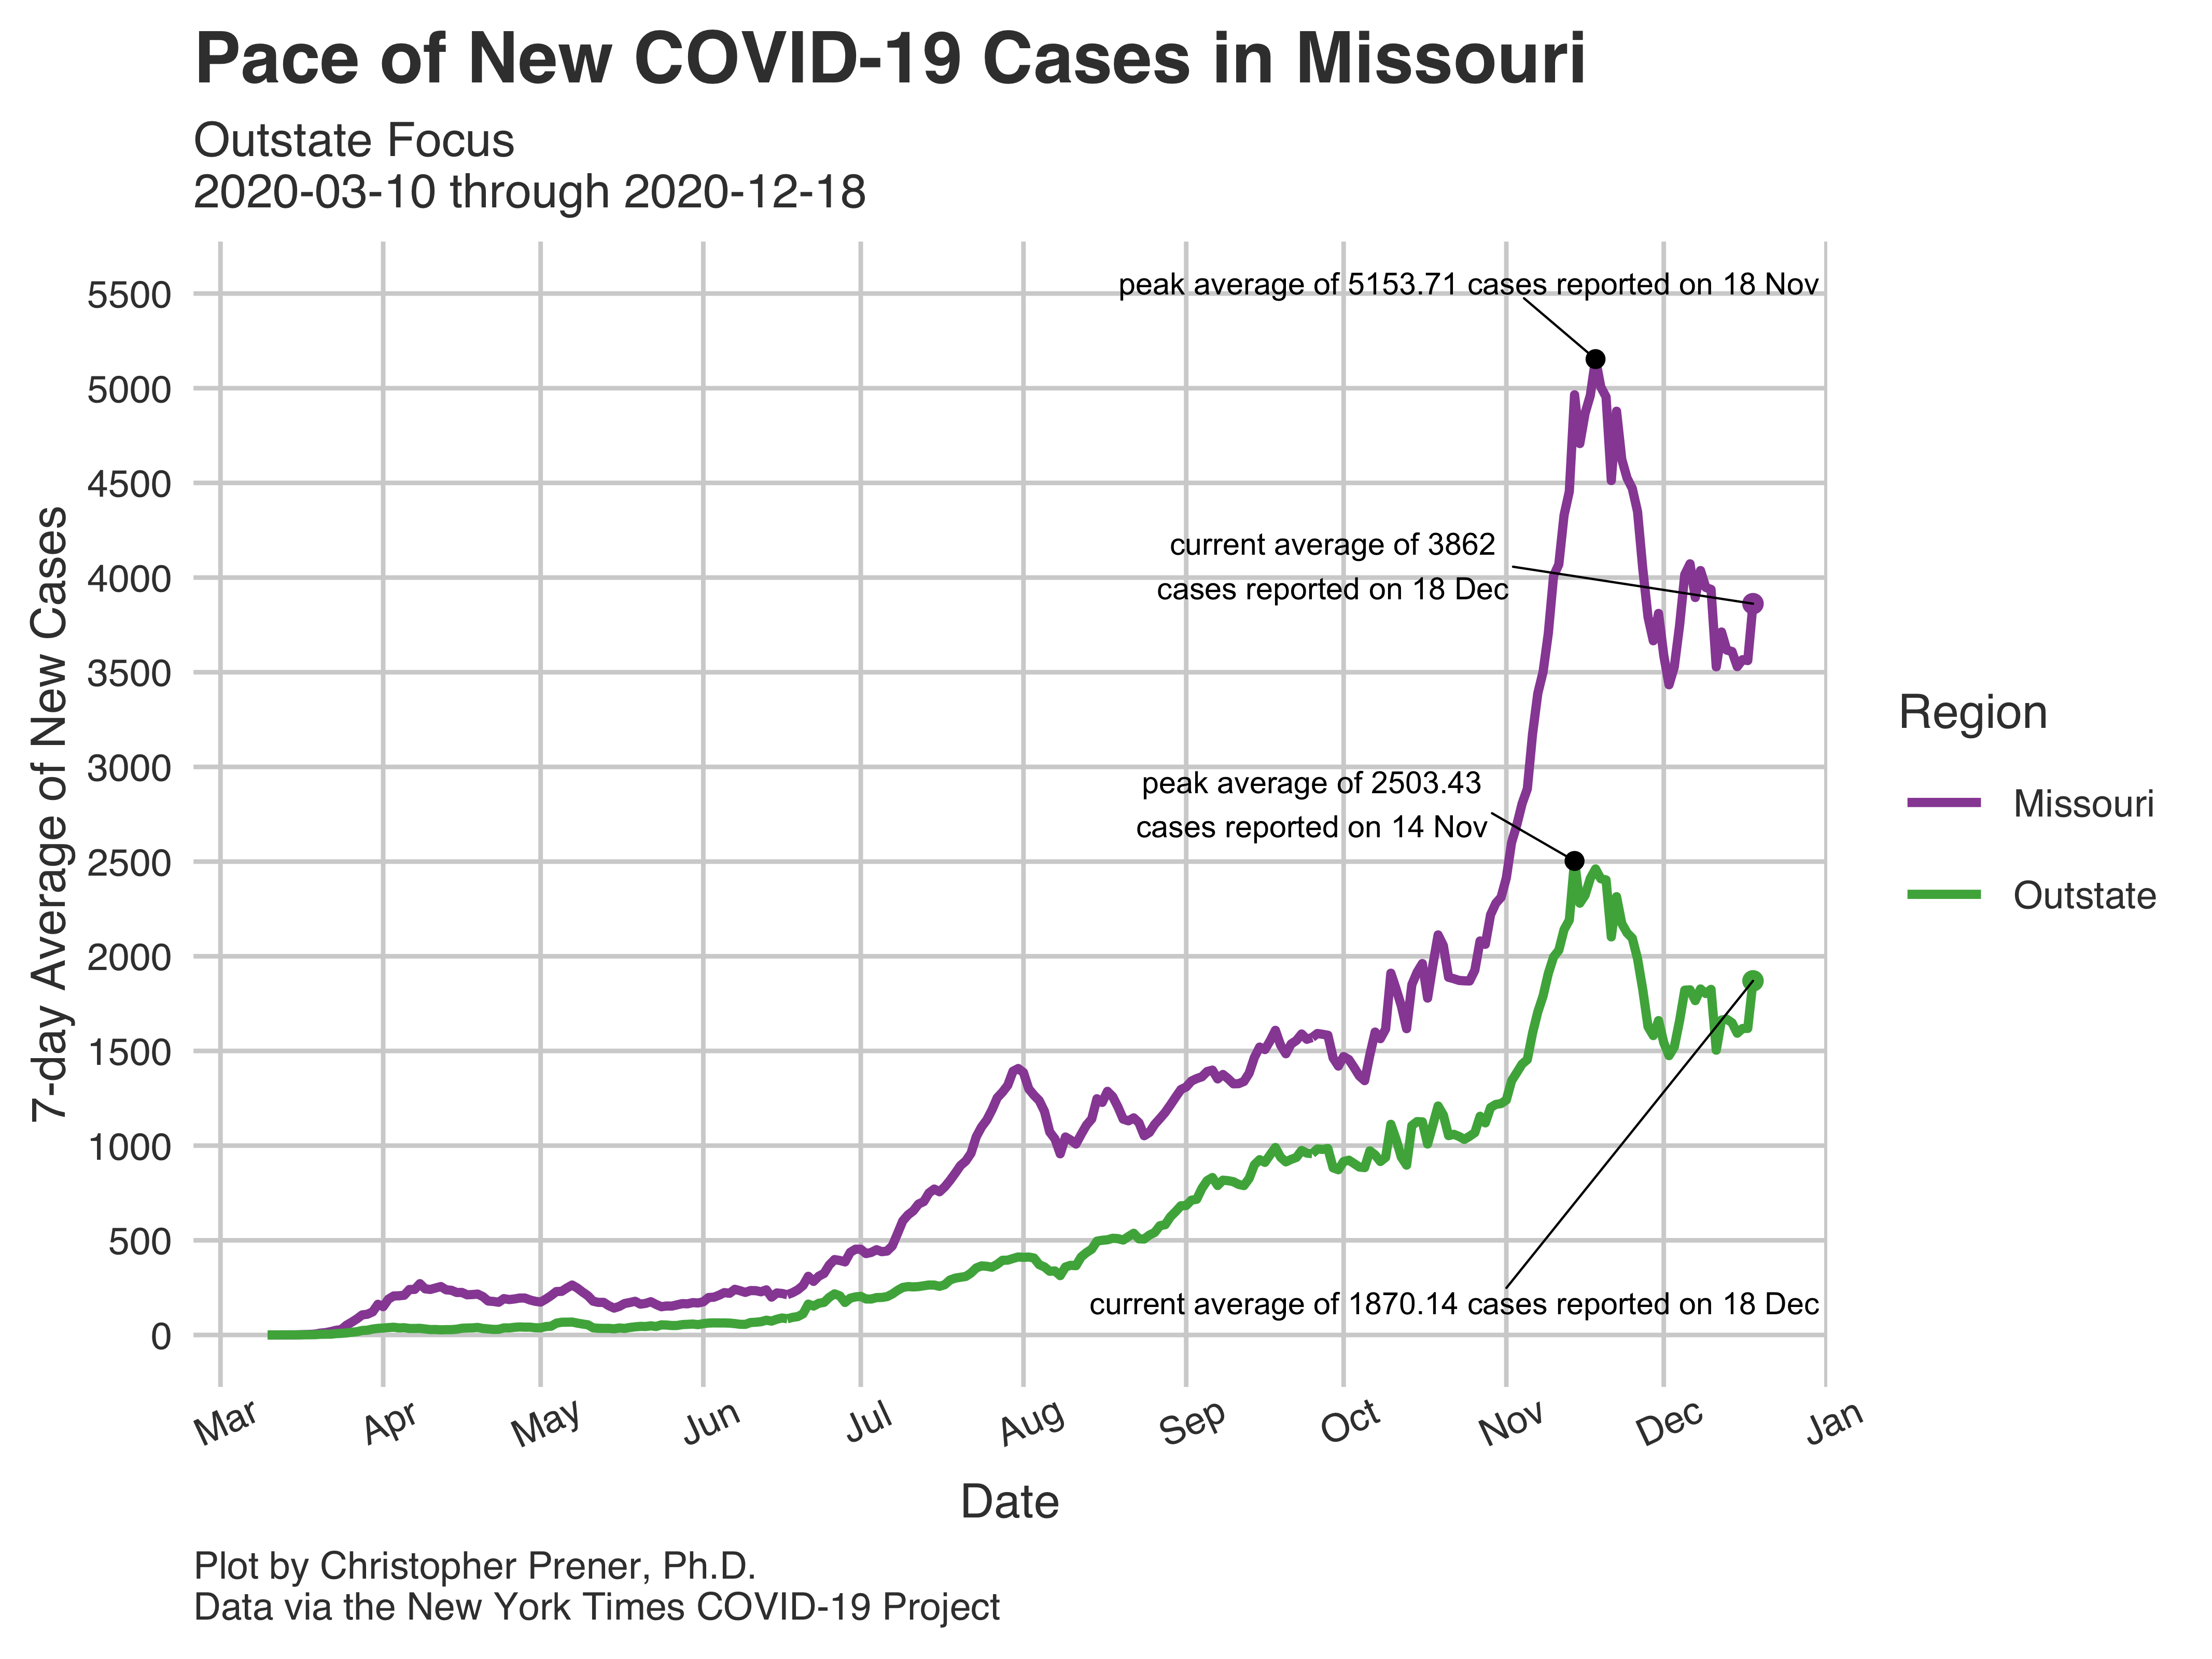 Pace of New COVID-19 Cases in Missouri
Outstate Focus
2020-03-10 through 2020-12-18
peak average of 5153.71 cases reported on 18 Nov
current average of 3862
cases reported on 18 Dec
peak average of 2503.43
cases reported on 14 Nov
current average of 1870.14 cases reported on 18 Dec
7-day Average of New Cases
5500
5000
4500
4000
3500
3000
2500
2000
1500
1000
500
0
Mar Apr May Jun Jul Aug Sep Oct Nov Dec Jan
Date
Region
Missouri
Outstate
Plot by Christopher Prener, Ph.D.
Data via the New York Times COVID-19 Project